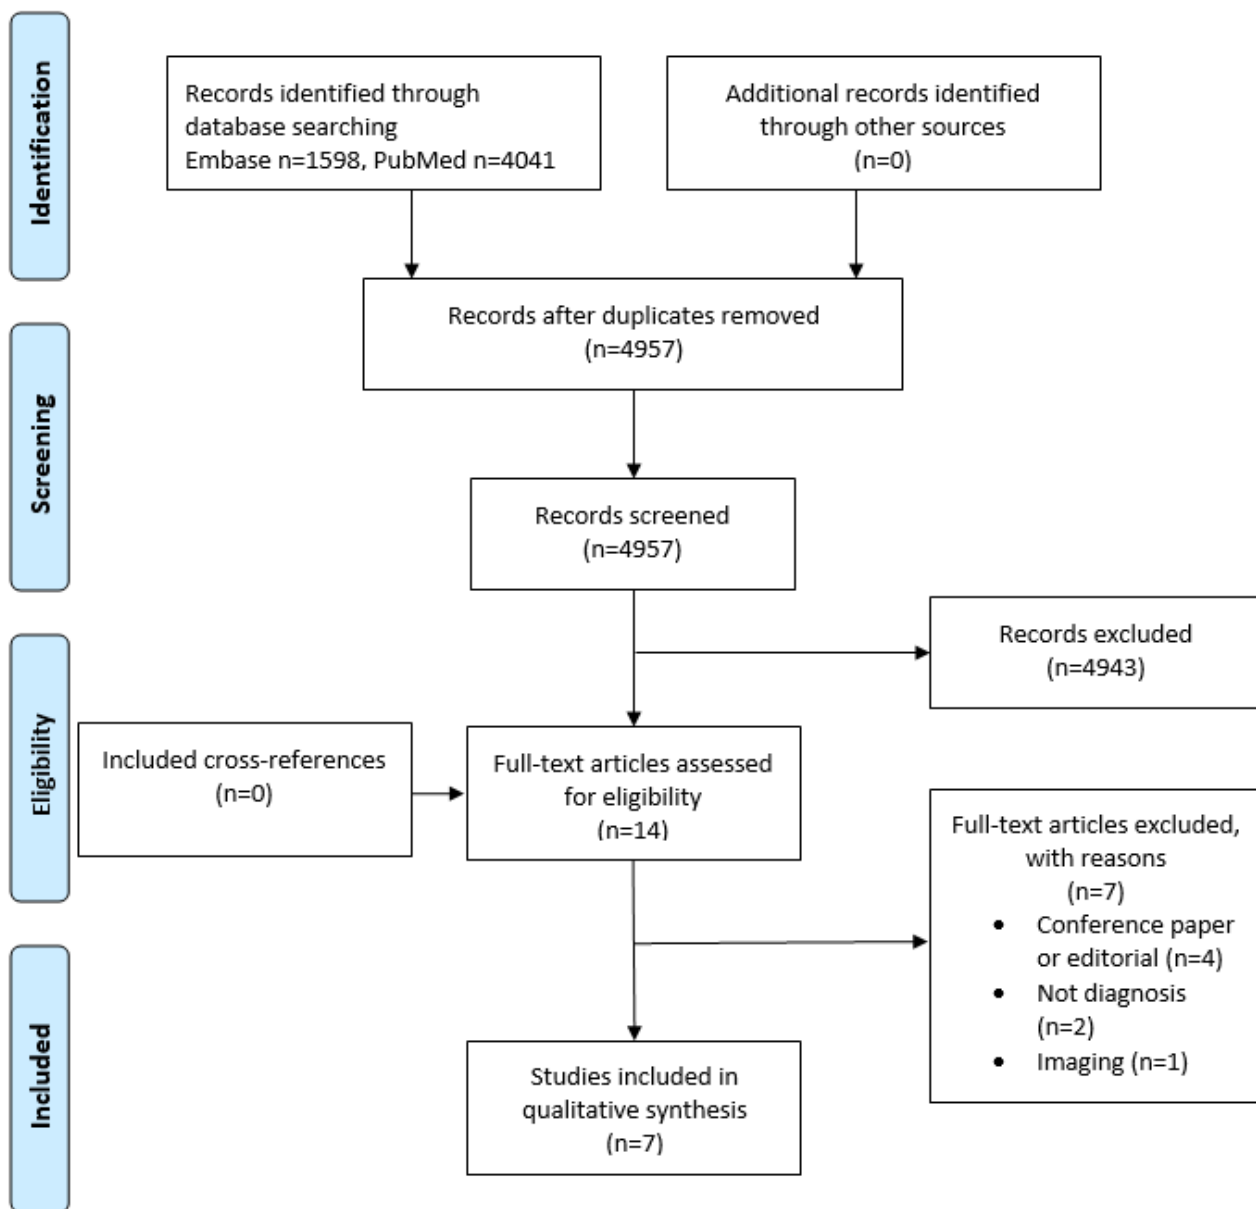 Identification
Records identified through
database searching
Embase n=1598, PubMed n=4041
Additional records identified
through other sources
(n=0)
Records after duplicates removed
(n=4957)
Screening
Records screened
(n=4957)
Records excluded
(n=4943)
Eligibility
Included cross-references
(n=0)
Full-text articles assessed
for eligibility
(n=14)
Full-text articles excluded,
with reasons
(n=7)
• Conference paper
or editorial (n=4)
• Not diagnosis
(n=2)
• Imaging (n=1)
Included
Studies included in
qualitative synthesis
(n=7)